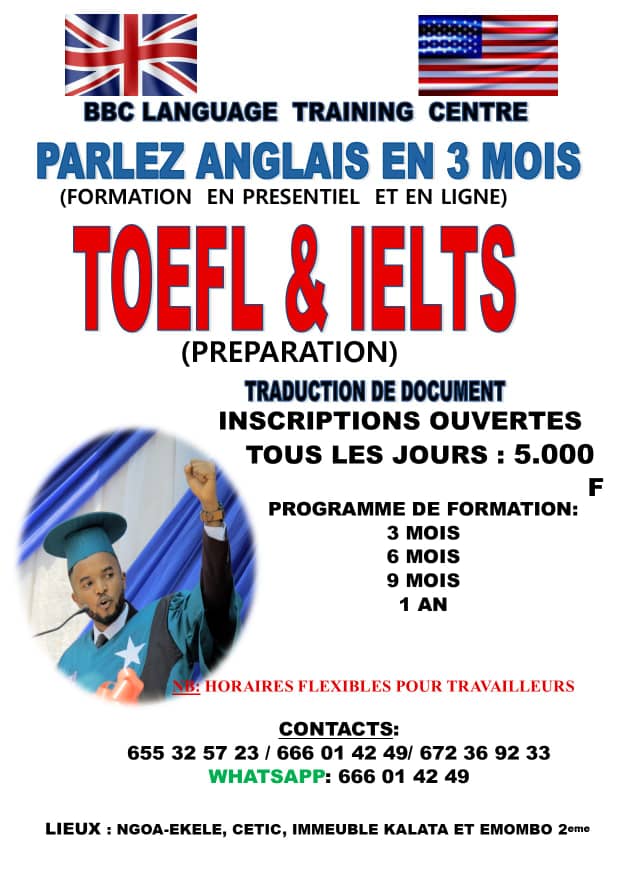 BBC LANGUAGE TRAINING CENTRE
PARLEZ ANGLAIS EN 3 MOIS
(FORMATION EN PRESENTIEL ET EN LIGNE)
TOEFL & IELTS
(PREPARATION)
TRADUCTION DE DOCUMENT
INSCRIPTIONS OUVERTES
TOUS LES JOURS : 5.000
F
PROGRAMME DE FORMATION:
3 MOIS
6 MOIS
9 MOIS
1 AN
NB: HORAIRES FLEXIBLES POUR TRAVAILLEURS
CONTACTS:
655 32 57 23 / 666 01 42 49/ 672 36 92 33
WHATSAPP: 666 01 42 49
LIEUX : NGOA-EKELE, CETIC, IMMEUBLE KALATA ET EMOMBO 2eme